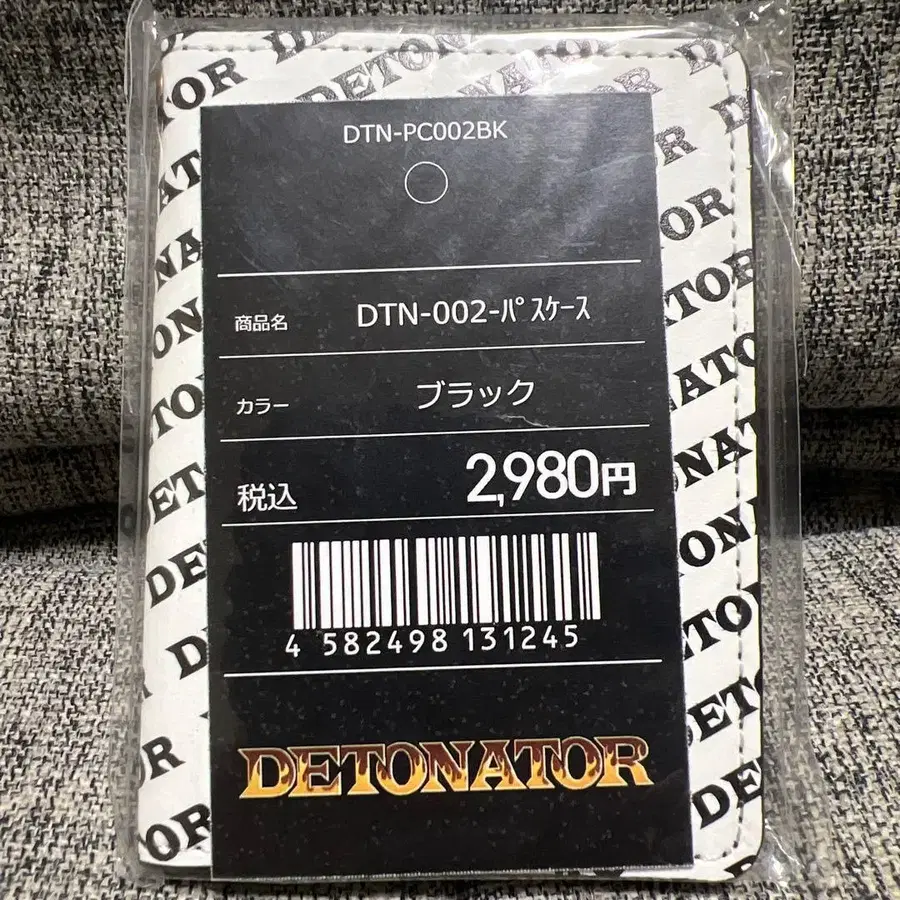 DTN-PC002BK
商品名 DTN-002-ﾊﾟｽｹｰｽ
カラー ブラック
税込 2,980円
4 582498 131245
DETONATOR